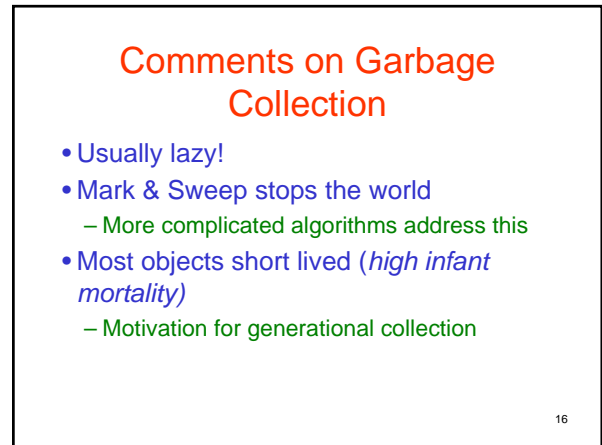 Comments on Garbage
Collection
• Usually lazy!
• Mark & Sweep stops the world
– More complicated algorithms address this
• Most objects short lived (high infant
mortality)
– Motivation for generational collection
16